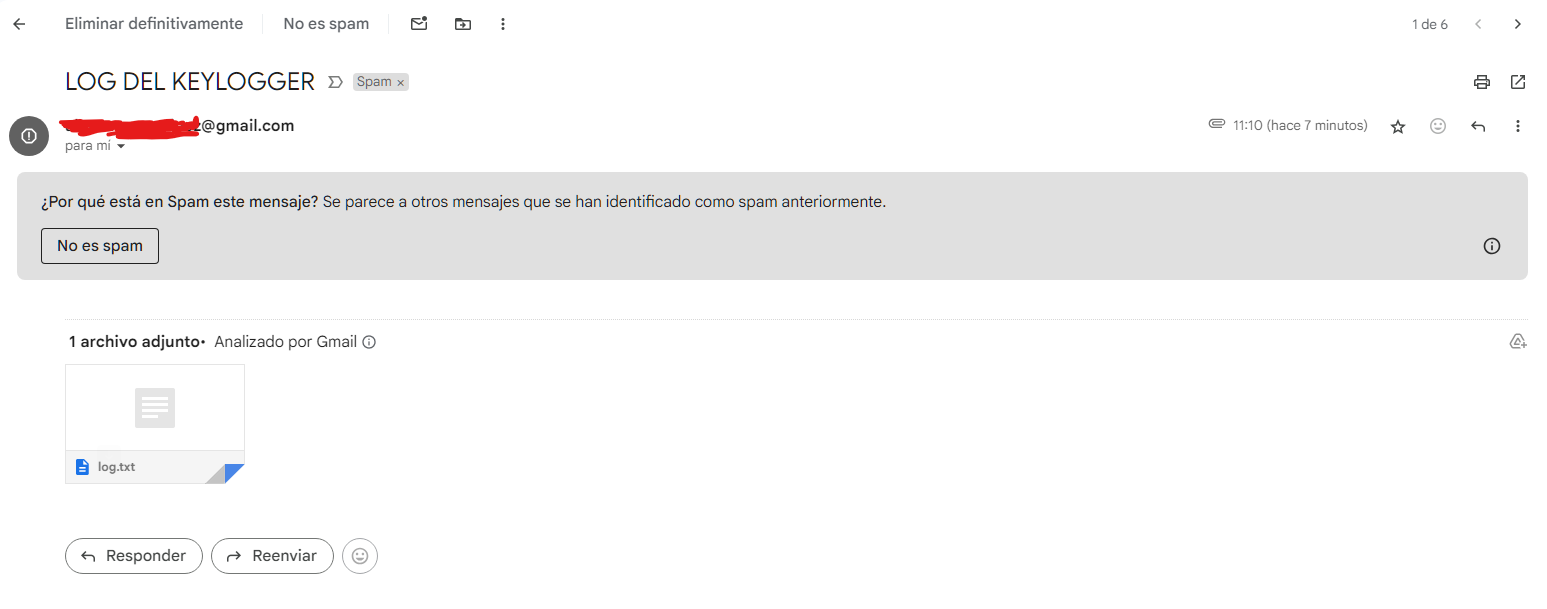 Eliminar definitivamente No es spam 1 de 6
LOG DEL KEYLOGGER Spam ×
@gmail.com 11:10 (hace 7 minutos)
para mí
¿Por qué está en Spam este mensaje? Se parece a otros mensajes que se han identificado como spam anteriormente.
No es spam
1 archivo adjunto• Analizado por Gmail
log.txt
Responder Reenviar